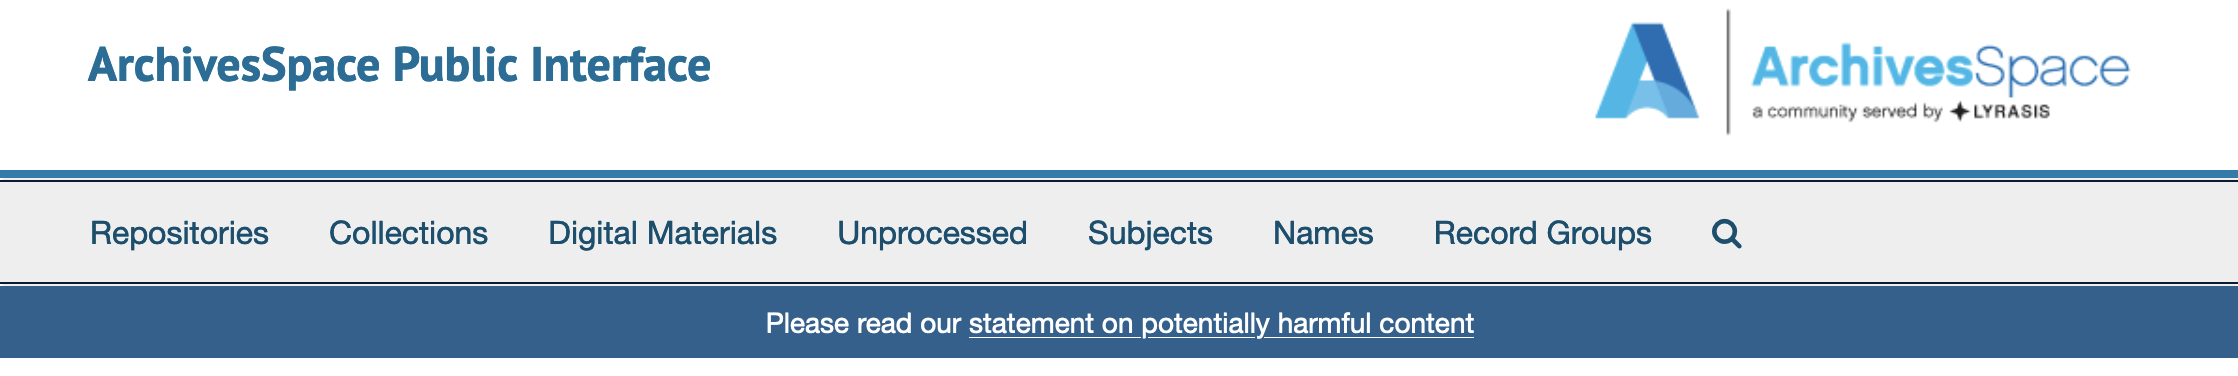 ArchivesSpace Public Interface
ArchivesSpace
a community served by LYRASIS
Repositories Collections Digital Materials Unprocessed Subjects Names Record Groups
Please read our statement on potentially harmful content